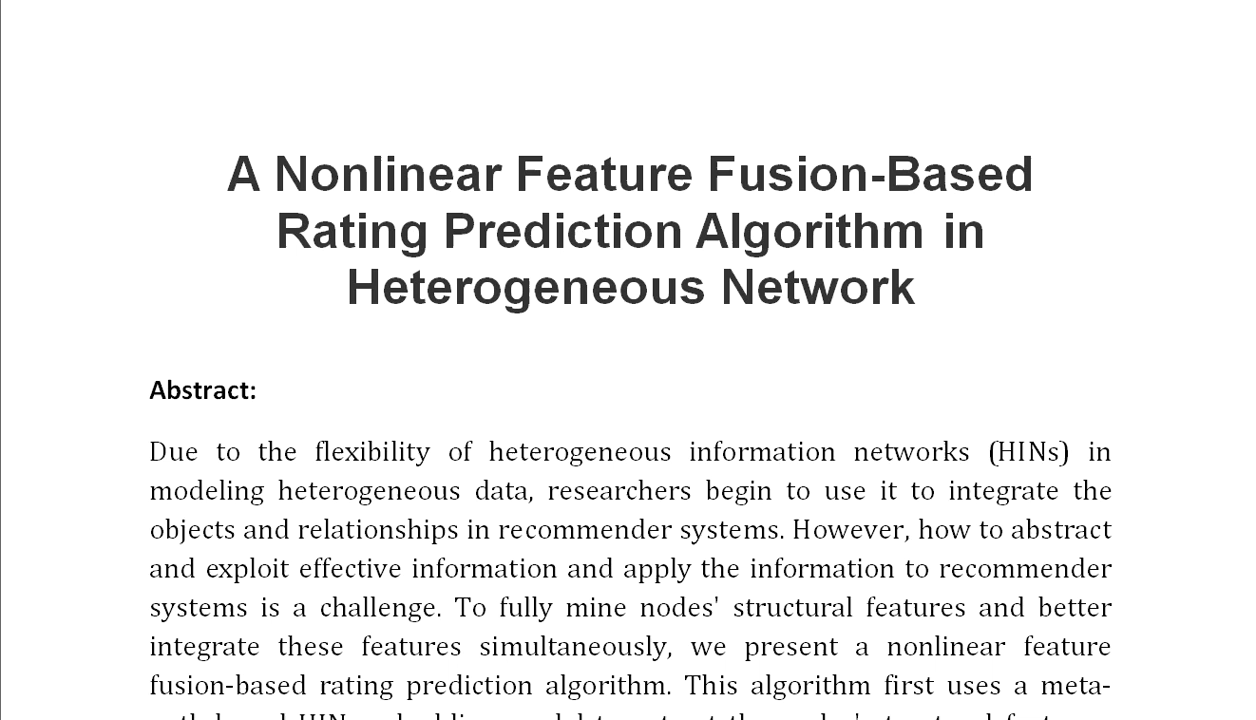 A Nonlinear Feature Fusion-Based
Rating Prediction Algorithm in
Heterogeneous Network
Abstract:
Due to the flexibility of heterogeneous information networks (HINs) in
modeling heterogeneous data, researchers begin to use it to integrate the
objects and relationships in recommender systems. However, how to abstract
and exploit effective information and apply the information to recommender
systems is a challenge. To fully mine nodes' structural features and better
integrate these features simultaneously, we present a nonlinear feature
fusion-based rating prediction algorithm. This algorithm first uses a meta-